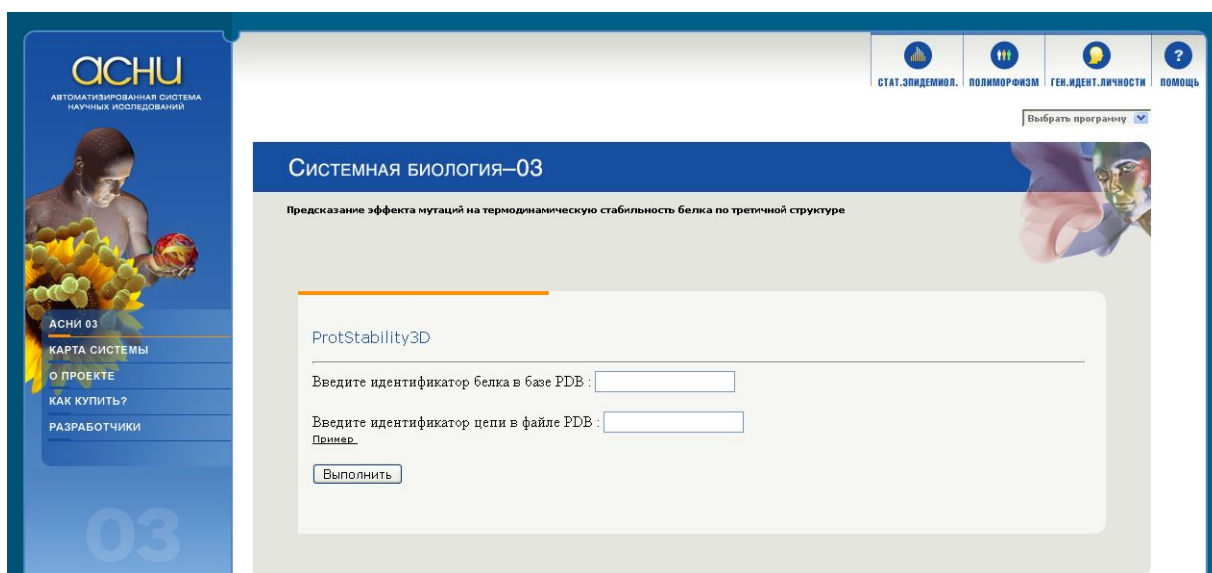 АСНИ
АВТОМАТИЗИРОВАННАЯ СИСТЕМА
НАУЧНЫХ ИССЛЕДОВАНИЙ
СТАТ.ЭПИДЕМИОЛ.
ПОЛИМОРФИЗМ
ГЕН.ИДЕНТ.ЛИЧНОСТИ
?
ПОМОЩЬ
Выбрать программу
СИСТЕМНАЯ БИОЛОГИЯ–03
Предсказание эффекта мутаций на термодинамическую стабильность белка по третичной структуре
АСНИ 03
КАРТА СИСТЕМЫ
О ПРОЕКТЕ
КАК КУПИТЬ?
РАЗРАБОТЧИКИ
03
ProtStability3D
Введите идентификатор белка в базе PDB :
Введите идентификатор цепи в файле PDB :
Пример
Выполнить